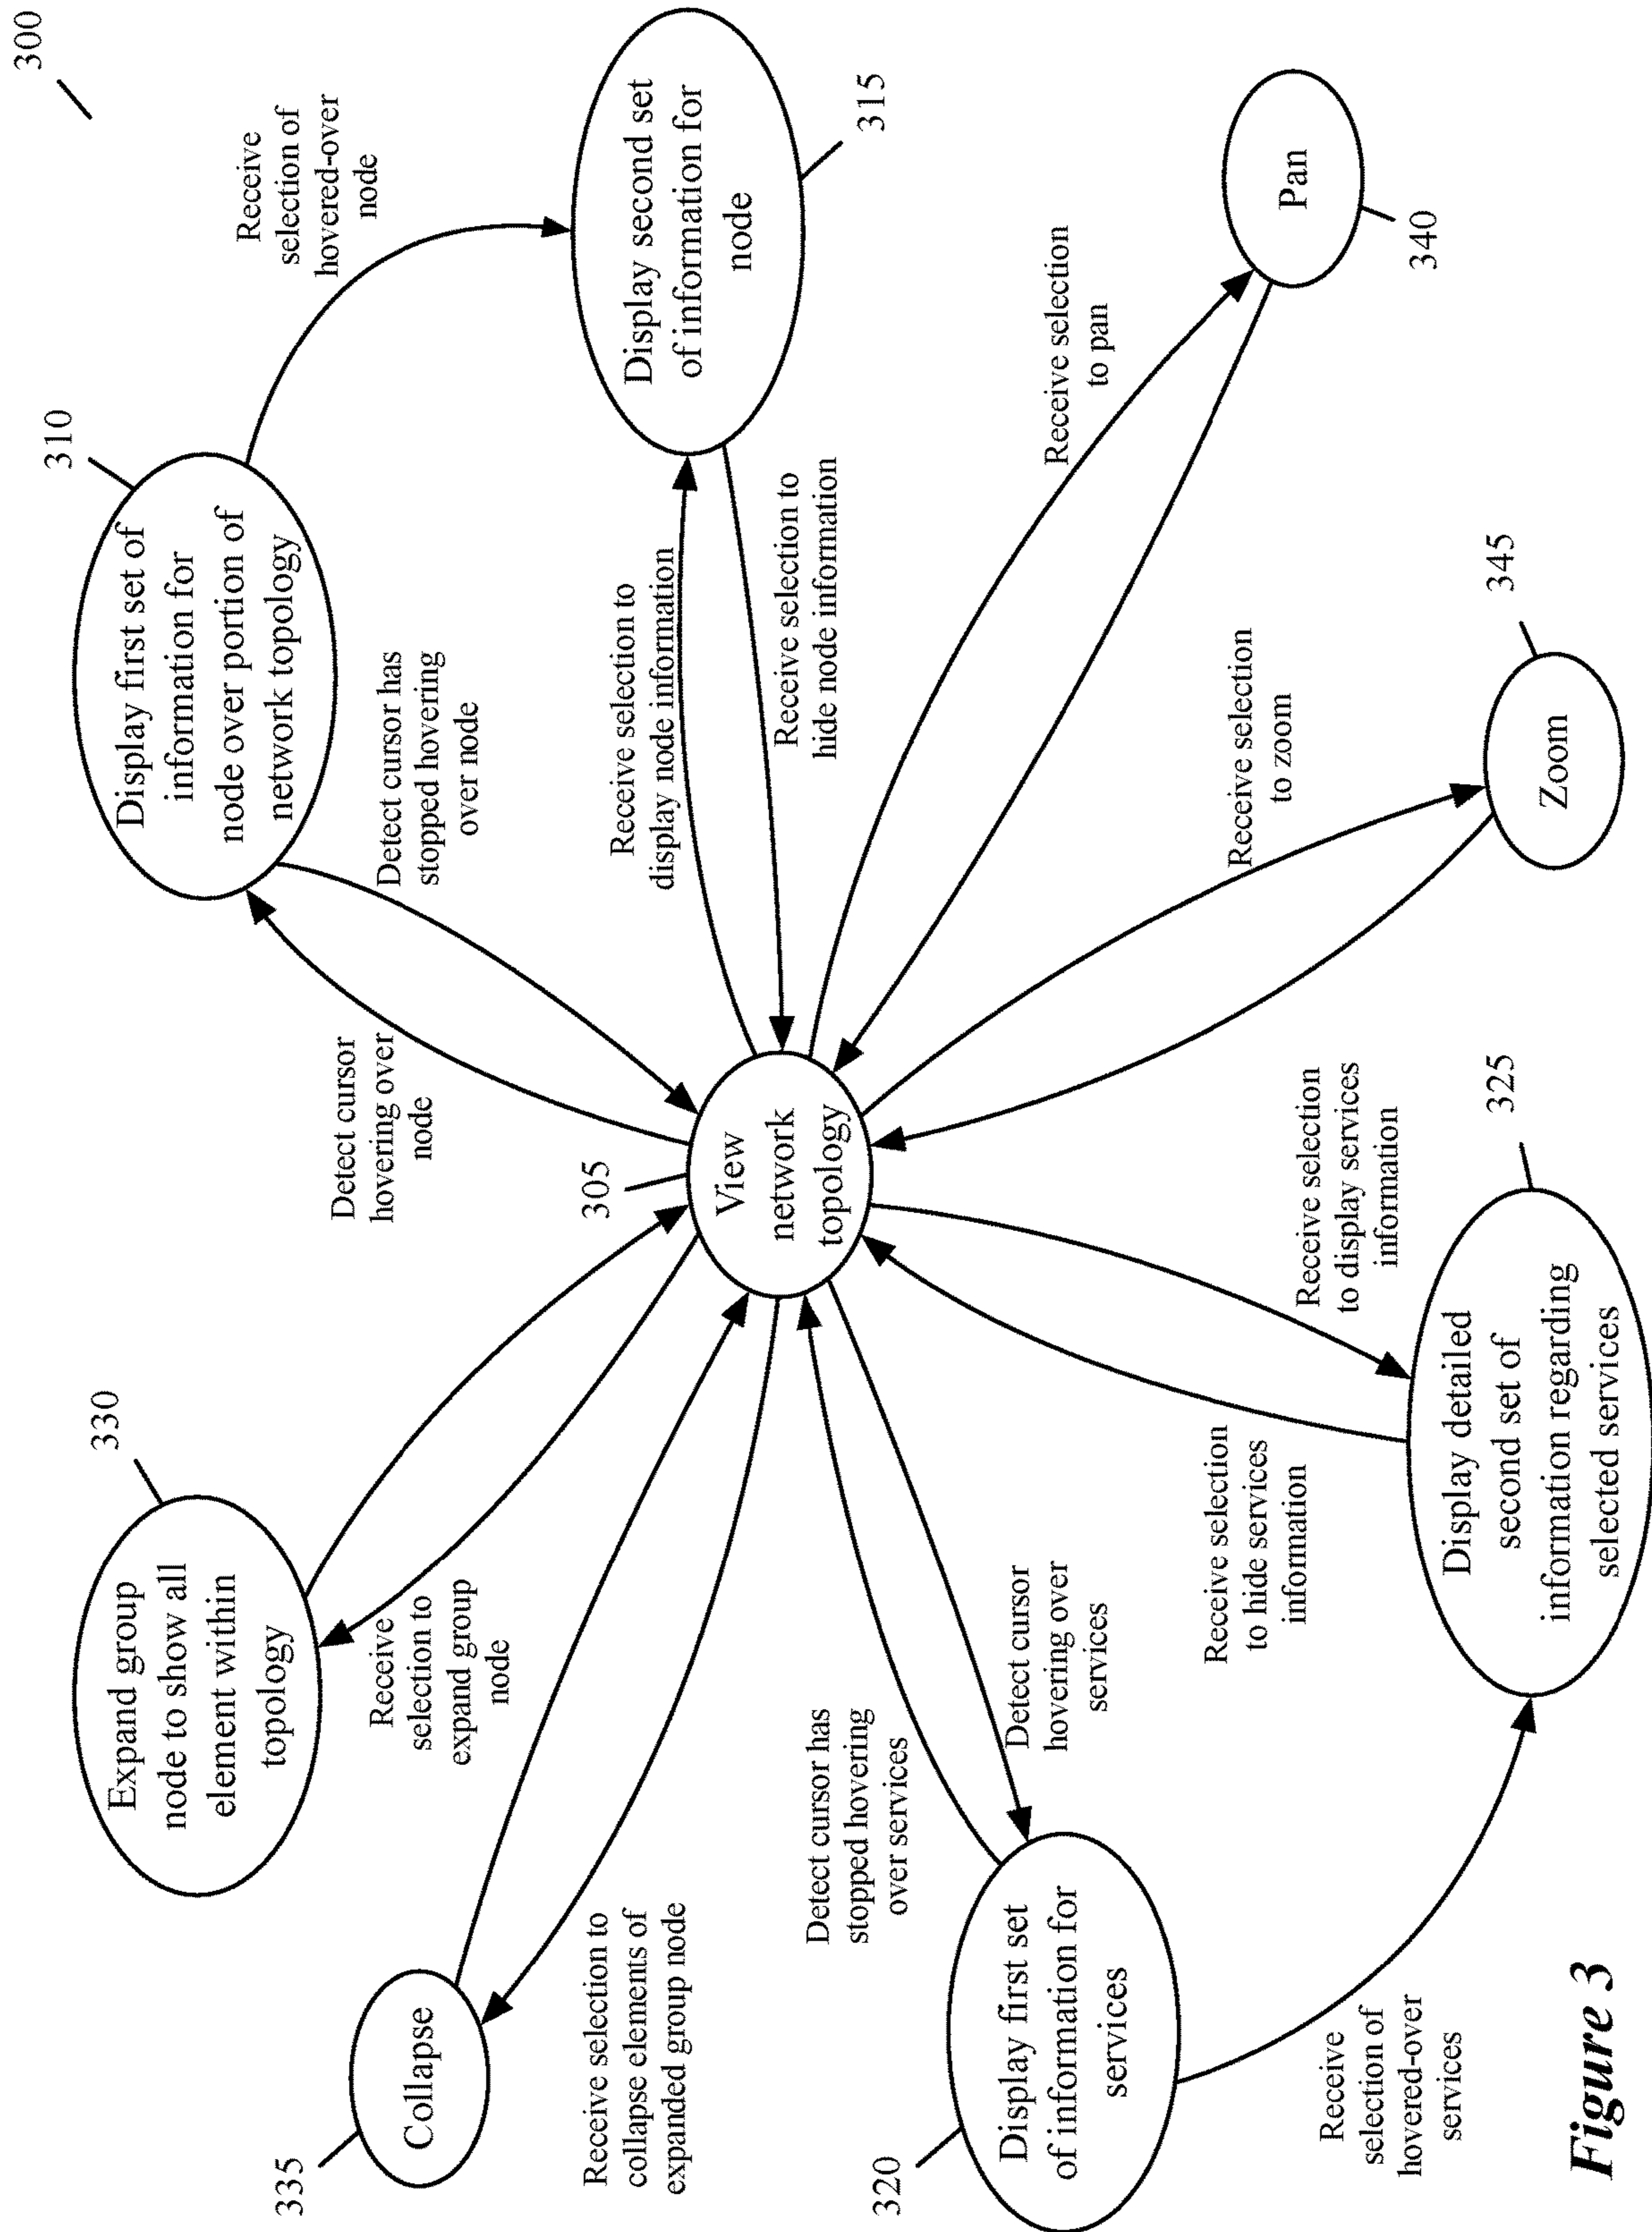 300
330
Expand group
node to show all
element within
topology
310
Display first set of
information for
node over portion of
network topology
Receive
selection of
hovered-over
node
335
Collapse
Receive
selection to
expand group
node
Detect cursor
hovering over
node
Detect cursor has
stopped hovering
over node
Receive selection to
collapse elements of
expanded group node
305
View
network
topology
Receive selection to
display node information
Receive selection to
hide node information
Display second set
of information for
node
315
Detect cursor has
stopped hovering
over services
320
Display first set
of information for
services
Detect cursor
hovering over
services
Receive selection
to hide services
information
Receive selection
to display services
information
Receive selection
to zoom
Receive selection
to pan
Pan
340
Receive
selection of
hovered-over
services
325
Display detailed
second set of
information regarding
selected services
345
Zoom
Figure 3